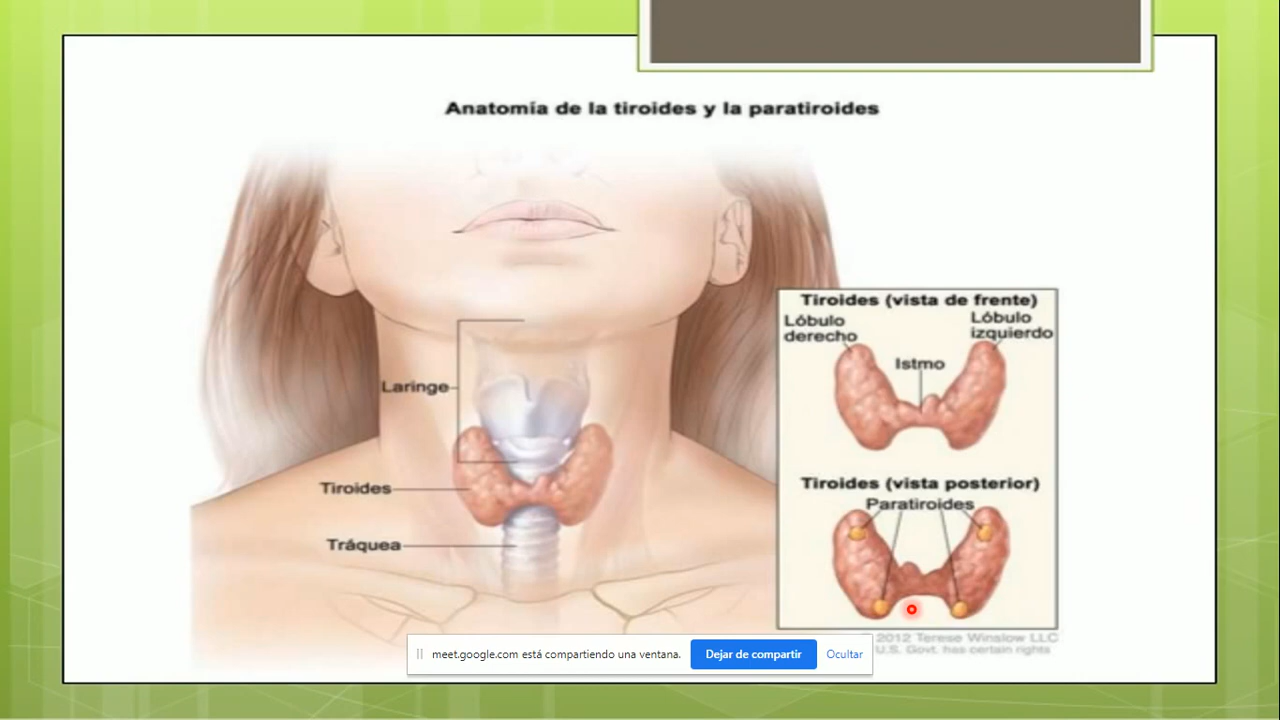 Anatomía de la tiroides y la paratiroides
Laringe
Tiroides
Tráquea
Tiroides (vista de frente)
Lóbulo
derecho
Lóbulo
izquierdo
Istmo
Tiroides (vista posterior)
Paratiroides
2012 Terese Winslow LLC
U.S. Govt. has certain rights
meet.google.com está compartiendo una ventana.
Dejar de compartir
Ocultar